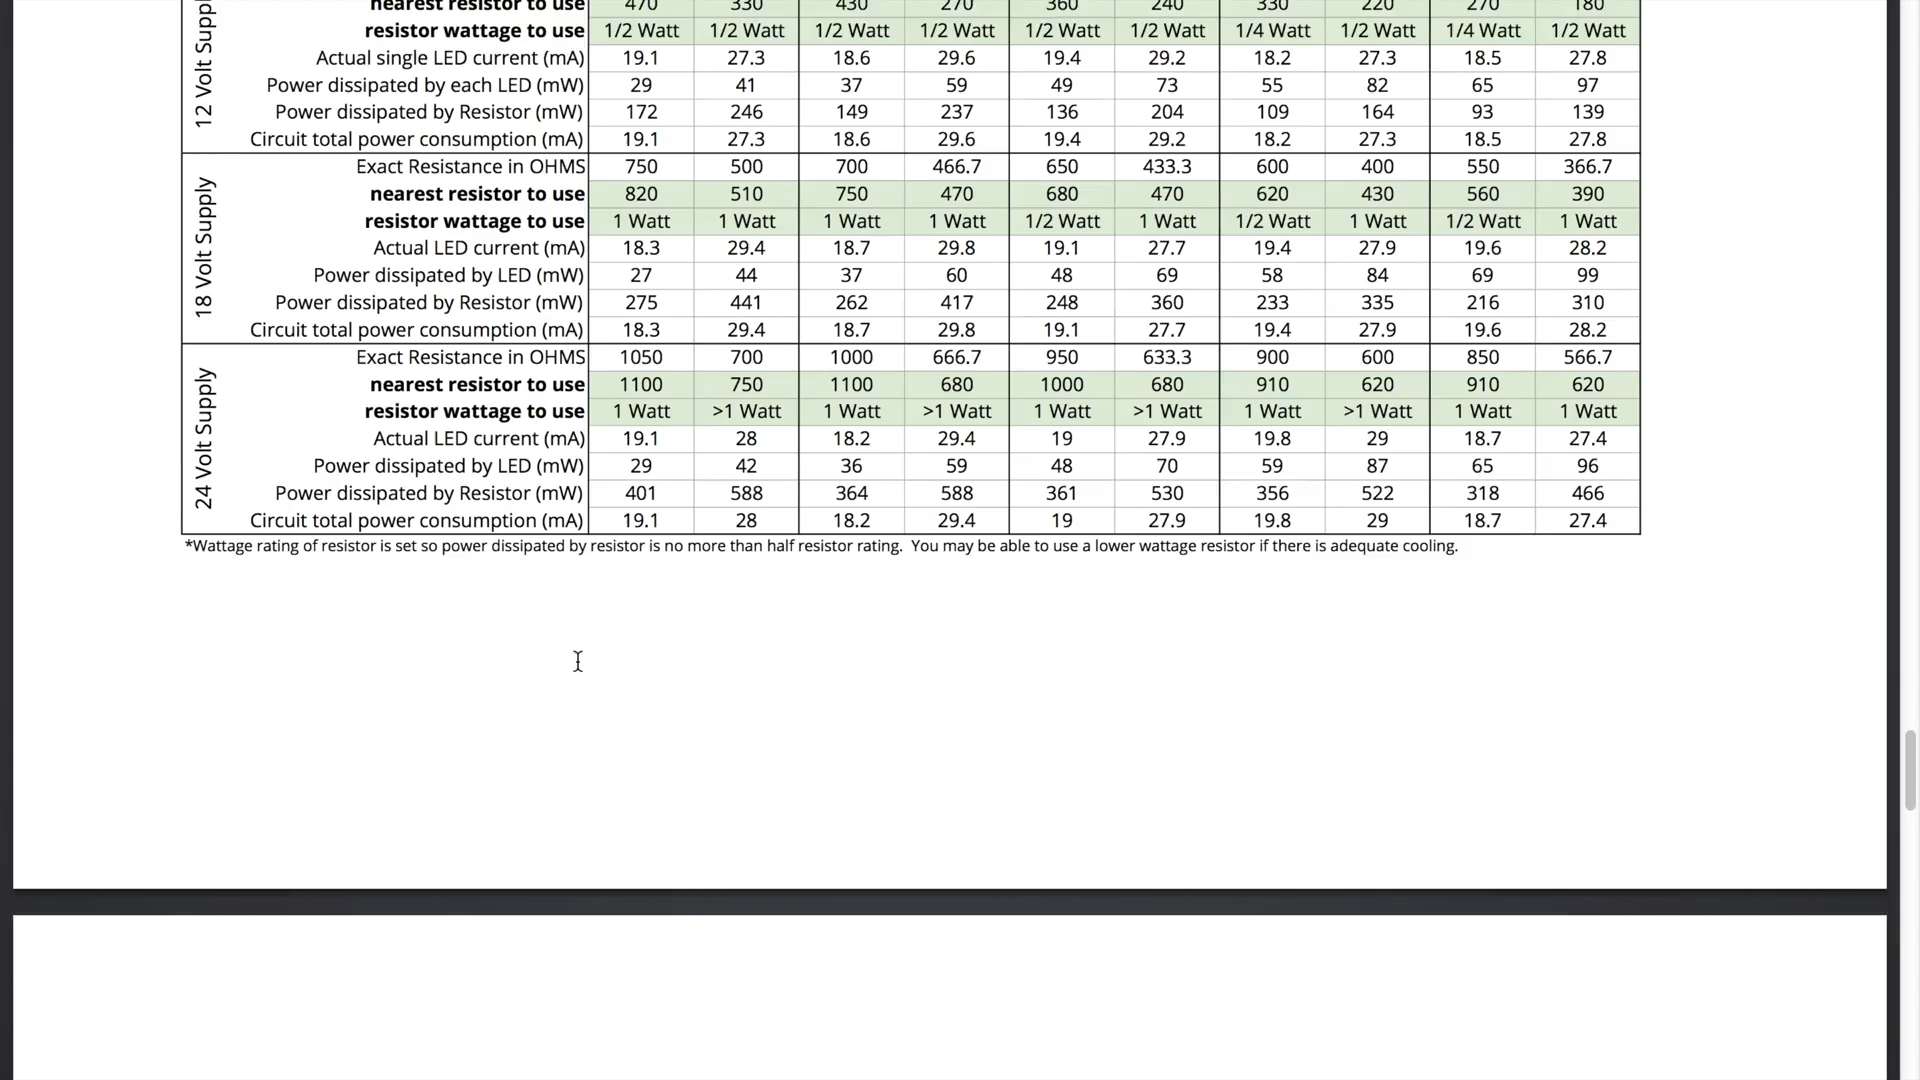 nearest resistor to use 470 330 430 270 360 240 330 220 270 180
resistor wattage to use 1/2 Watt 1/2 Watt 1/2 Watt 1/2 Watt 1/2 Watt 1/2 Watt 1/4 Watt 1/2 Watt 1/4 Watt 1/2 Watt
Actual single LED current (mA) 19.1 27.3 18.6 29.6 19.4 29.2 18.2 27.3 18.5 27.8
Power dissipated by each LED (mW) 29 41 37 59 49 73 55 82 65 97
Power dissipated by Resistor (mW) 172 246 149 237 136 204 109 164 93 139
Circuit total power consumption (mA) 19.1 27.3 18.6 29.6 19.4 29.2 18.2 27.3 18.5 27.8
12 Volt Supply
Exact Resistance in OHMS 750 500 700 466.7 650 433.3 600 400 550 366.7
nearest resistor to use 820 510 750 470 680 470 620 430 560 390
resistor wattage to use 1 Watt 1 Watt 1 Watt 1 Watt 1/2 Watt 1 Watt 1/2 Watt 1 Watt 1/2 Watt 1 Watt
Actual LED current (mA) 18.3 29.4 18.7 29.8 19.1 27.7 19.4 27.9 19.6 28.2
Power dissipated by LED (mW) 27 44 37 60 48 69 58 84 69 99
Power dissipated by Resistor (mW) 275 441 262 417 248 360 233 335 216 310
Circuit total power consumption (mA) 18.3 29.4 18.7 29.8 19.1 27.7 19.4 27.9 19.6 28.2
18 Volt Supply
Exact Resistance in OHMS 1050 700 1000 666.7 950 633.3 900 600 850 566.7
nearest resistor to use 1100 750 1100 680 1000 680 910 620 910 620
resistor wattage to use 1 Watt >1 Watt 1 Watt >1 Watt 1 Watt >1 Watt 1 Watt >1 Watt 1 Watt 1 Watt
Actual LED current (mA) 19.1 28 18.2 29.4 19 27.9 19.8 29 18.7 27.4
Power dissipated by LED (mW) 29 42 36 59 48 70 59 87 65 96
Power dissipated by Resistor (mW) 401 588 364 588 361 530 356 522 318 466
Circuit total power consumption (mA) 19.1 28 18.2 29.4 19 27.9 19.8 29 18.7 27.4
24 Volt Supply
*Wattage rating of resistor is set so power dissipated by resistor is no more than half resistor rating. You may be able to use a lower wattage resistor if there is adequate cooling.